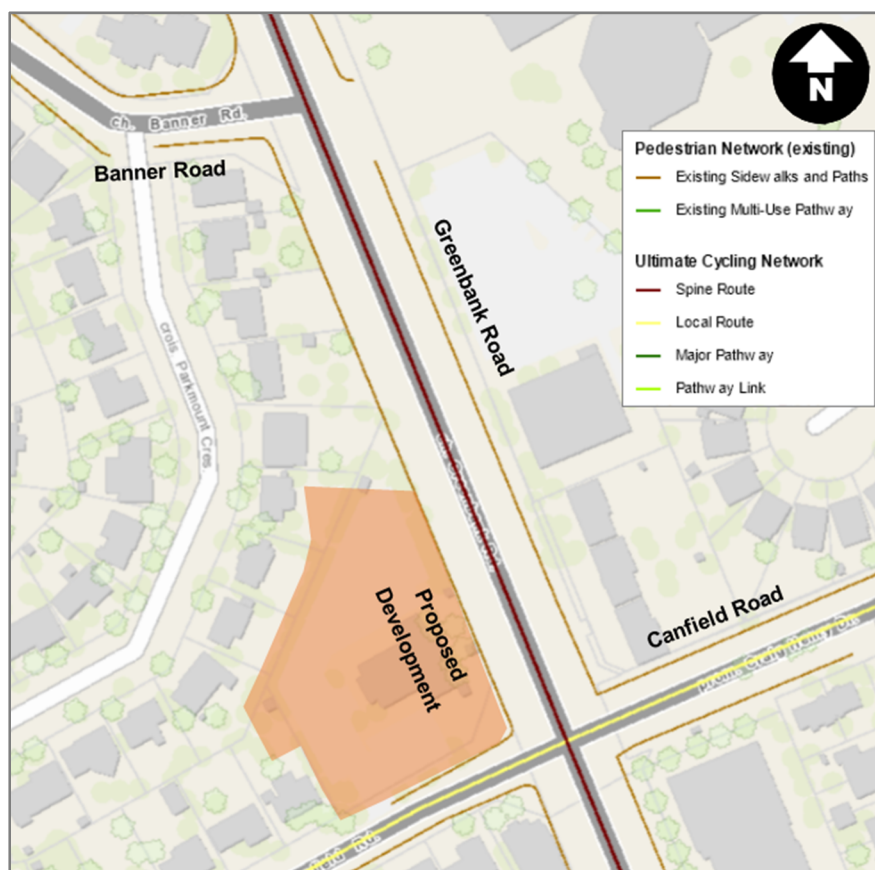 N
Pedestrian Network (existing)
Existing Sidewalks and Paths
Existing Multi-Use Pathway
Ultimate Cycling Network
Spine Route
Local Route
Major Pathway
Pathway Link
ch. Banner Rd.
Banner Road
Greenbank Road
crois Parkmount Cres
Proposed
Development
Canfield Road
Rd.